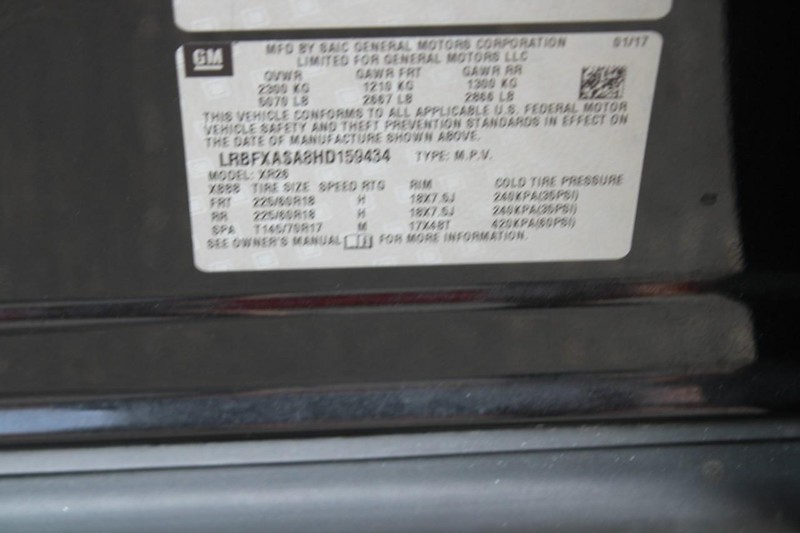 GM
MFG BY SAIC GENERAL MOTORS CORPORATION 01/17
LIMITED FOR GENERAL MOTORS LLC
GVWR GAWR FRT GAWR RR
2300 KG 1210 KG 1300 KG
5070 LB 2667 LB 2866 LB
THIS VEHICLE CONFORMS TO ALL APPLICABLE U.S. FEDERAL MOTOR
VEHICLE SAFETY AND THEFT PREVENTION STANDARDS IN EFFECT ON
THE DATE OF MANUFACTURE SHOWN ABOVE.
LRBFXASA8HD159434 TYPE: M.P.V.
MODEL: XR26
X888 TIRE SIZE SPEED RTG RIM COLD TIRE PRESSURE
FRT 225/60R18 H 18X7.5J 240KPA(35PSI)
RR 225/60R18 H 18X7.5J 240KPA(35PSI)
SPA T145/70R17 M 17X4BT 420KPA(60PSI)
SEE OWNER'S MANUAL FOR MORE INFORMATION.